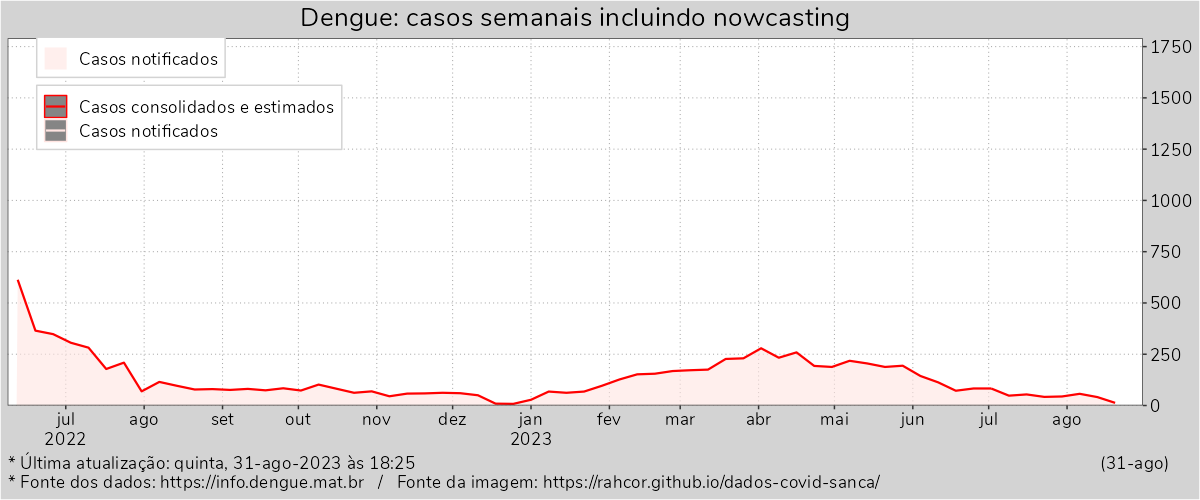 Dengue: casos semanais incluindo nowcasting
Casos notificados
Casos consolidados e estimados
Casos notificados
1750
1500
1250
1000
750
500
250
0
jul ago set out nov dez jan fev mar abr mai jun jul ago
2022 2023
* Última atualização: quinta, 31-ago-2023 às 18:25 (31-ago)
* Fonte dos dados: https://info.dengue.mat.br / Fonte da imagem: https://rahcor.github.io/dados-covid-sanca/